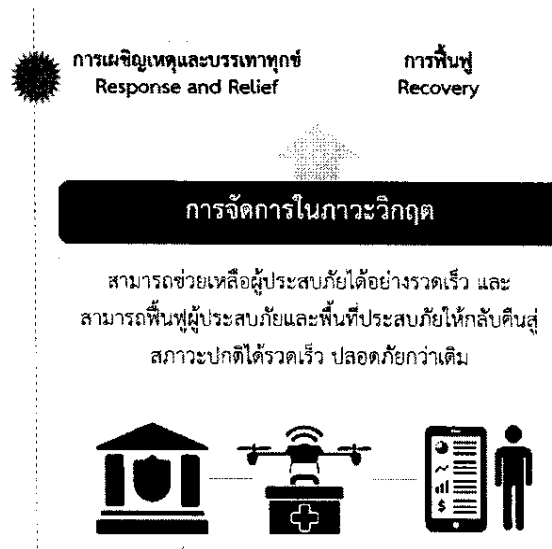 การเผชิญเหตุและบรรเทาทุกข์
Response and Relief
การฟื้นฟู
Recovery
การจัดการในภาวะวิกฤต
สามารถช่วยเหลือผู้ประสบภัยได้อย่างรวดเร็ว และ
สามารถฟื้นฟูผู้ประสบภัยและพื้นที่ประสบภัยให้กลับคืนสู่
สภาวะปกติได้รวดเร็ว ปลอดภัยกว่าเดิม
$